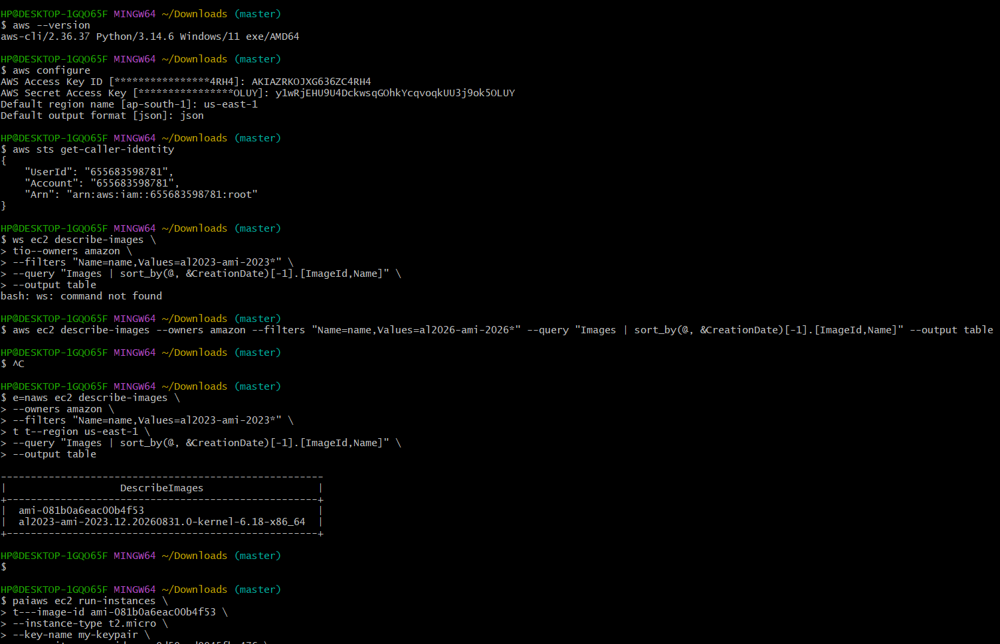 HP@DESKTOP-1GQO65F MINGW64 ~/Downloads (master)
$ aws --version
aws-cli/2.36.37 Python/3.14.6 Windows/11 exe/AMD64
HP@DESKTOP-1GQO65F MINGW64 ~/Downloads (master)
$ aws configure
AWS Access Key ID [****************4RH4]: AKIAZRKOJXG636ZC4RH4
AWS Secret Access Key [****************OLUY]: 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
Default region name [ap-south-1]: us-east-1
Default output format [json]: json
HP@DESKTOP-1GQO65F MINGW64 ~/Downloads (master)
$ aws sts get-caller-identity
{
    "UserId": "655683598781",
    "Account": "655683598781",
    "Arn": "arn:aws:iam::655683598781:root"
}
HP@DESKTOP-1GQO65F MINGW64 ~/Downloads (master)
$ ws ec2 describe-images \
> tio--owners amazon \
> --filters "Name=name,Values=al2023-ami-2023*" \
> --query "Images | sort_by(@, &CreationDate)[-1].[ImageId,Name]" \
> --output table
bash: ws: command not found
HP@DESKTOP-1GQO65F MINGW64 ~/Downloads (master)
$ aws ec2 describe-images --owners amazon --filters "Name=name,Values=al2026-ami-2026*" --query "Images | sort_by(@, &CreationDate)[-1].[ImageId,Name]" --output table
HP@DESKTOP-1GQO65F MINGW64 ~/Downloads (master)
$ ^C
HP@DESKTOP-1GQO65F MINGW64 ~/Downloads (master)
$ e=naws ec2 describe-images \
> --owners amazon \
> --filters "Name=name,Values=al2023-ami-2023*" \
> t t--region us-east-1 \
> --query "Images | sort_by(@, &CreationDate)[-1].[ImageId,Name]" \
> --output table
-----------------------------------------------------
|                   DescribeImages                   |
+----------------------------------------------------+
|  ami-081b0a6eac00b4f53                             |
|  al2023-ami-2023.12.20260831.0-kernel-6.18-x86_64  |
+----------------------------------------------------+
HP@DESKTOP-1GQO65F MINGW64 ~/Downloads (master)
$
HP@DESKTOP-1GQO65F MINGW64 ~/Downloads (master)
$ paiaws ec2 run-instances \
> t---image-id ami-081b0a6eac00b4f53 \
> --instance-type t2.micro \
> --key-name my-keypair \